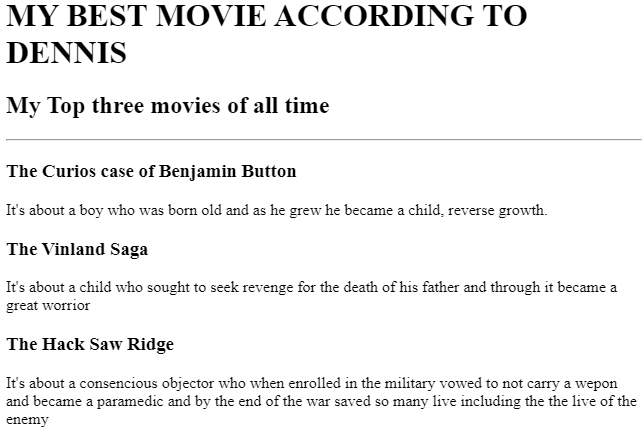 MY BEST MOVIE ACCORDING TO
DENNIS
My Top three movies of all time
The Curios case of Benjamin Button
It's about a boy who was born old and as he grew he became a child, reverse growth.
The Vinland Saga
It's about a child who sought to seek revenge for the death of his father and through it became a
great worrior
The Hack Saw Ridge
It's about a consencious objector who when enrolled in the military vowed to not carry a wepon
and became a paramedic and by the end of the war saved so many live including the the live of the
enemy